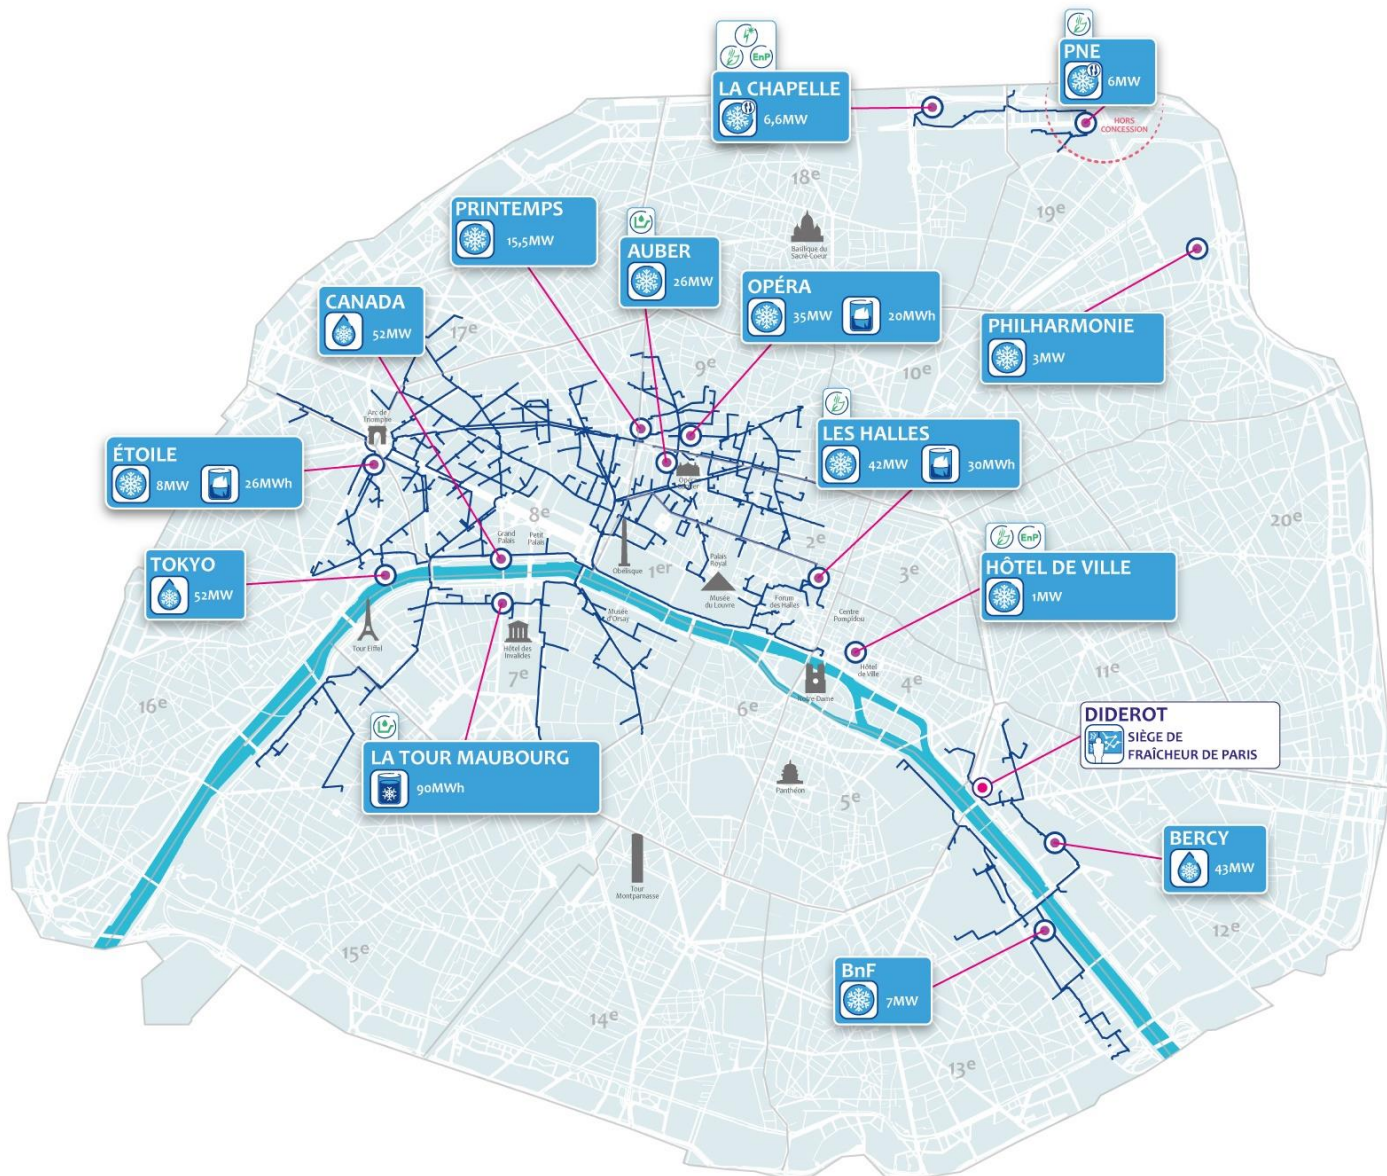 EnP
LA CHAPELLE
6,6MW
PNE
6MW
HORS
CONCESSION
18e
19e
Basilique du
Sacré-Coeur
PRINTEMPS
15,5MW
AUBER
26MW
OPÉRA
35MW
20MWh
CANADA
52MW
17e
PHILHARMONIE
3MW
9e
10e
Arc de
Triomphe
LES HALLES
42MW
30MWh
ÉTOILE
8MW
26MWh
8e
Grand
Palais
Petit
Palais
2e
20e
TOKYO
52MW
Obélisque
1er
Palais
Royal
Musée
du Louvre
Forum
des Halles
3e
EnP
HÔTEL DE VILLE
1MW
Centre
Pompidou
Musée
d'Orsay
Tour Eiffel
Hôtel des
Invalides
7e
16e
Hôtel
de Ville
Notre-Dame
4e
11e
6e
DIDEROT
SIÈGE DE
FRAÎCHEUR DE PARIS
LA TOUR MAUBOURG
90MWh
Panthéon
5e
BERCY
43MW
Tour
Montparnasse
12e
15e
BnF
7MW
14e
13e